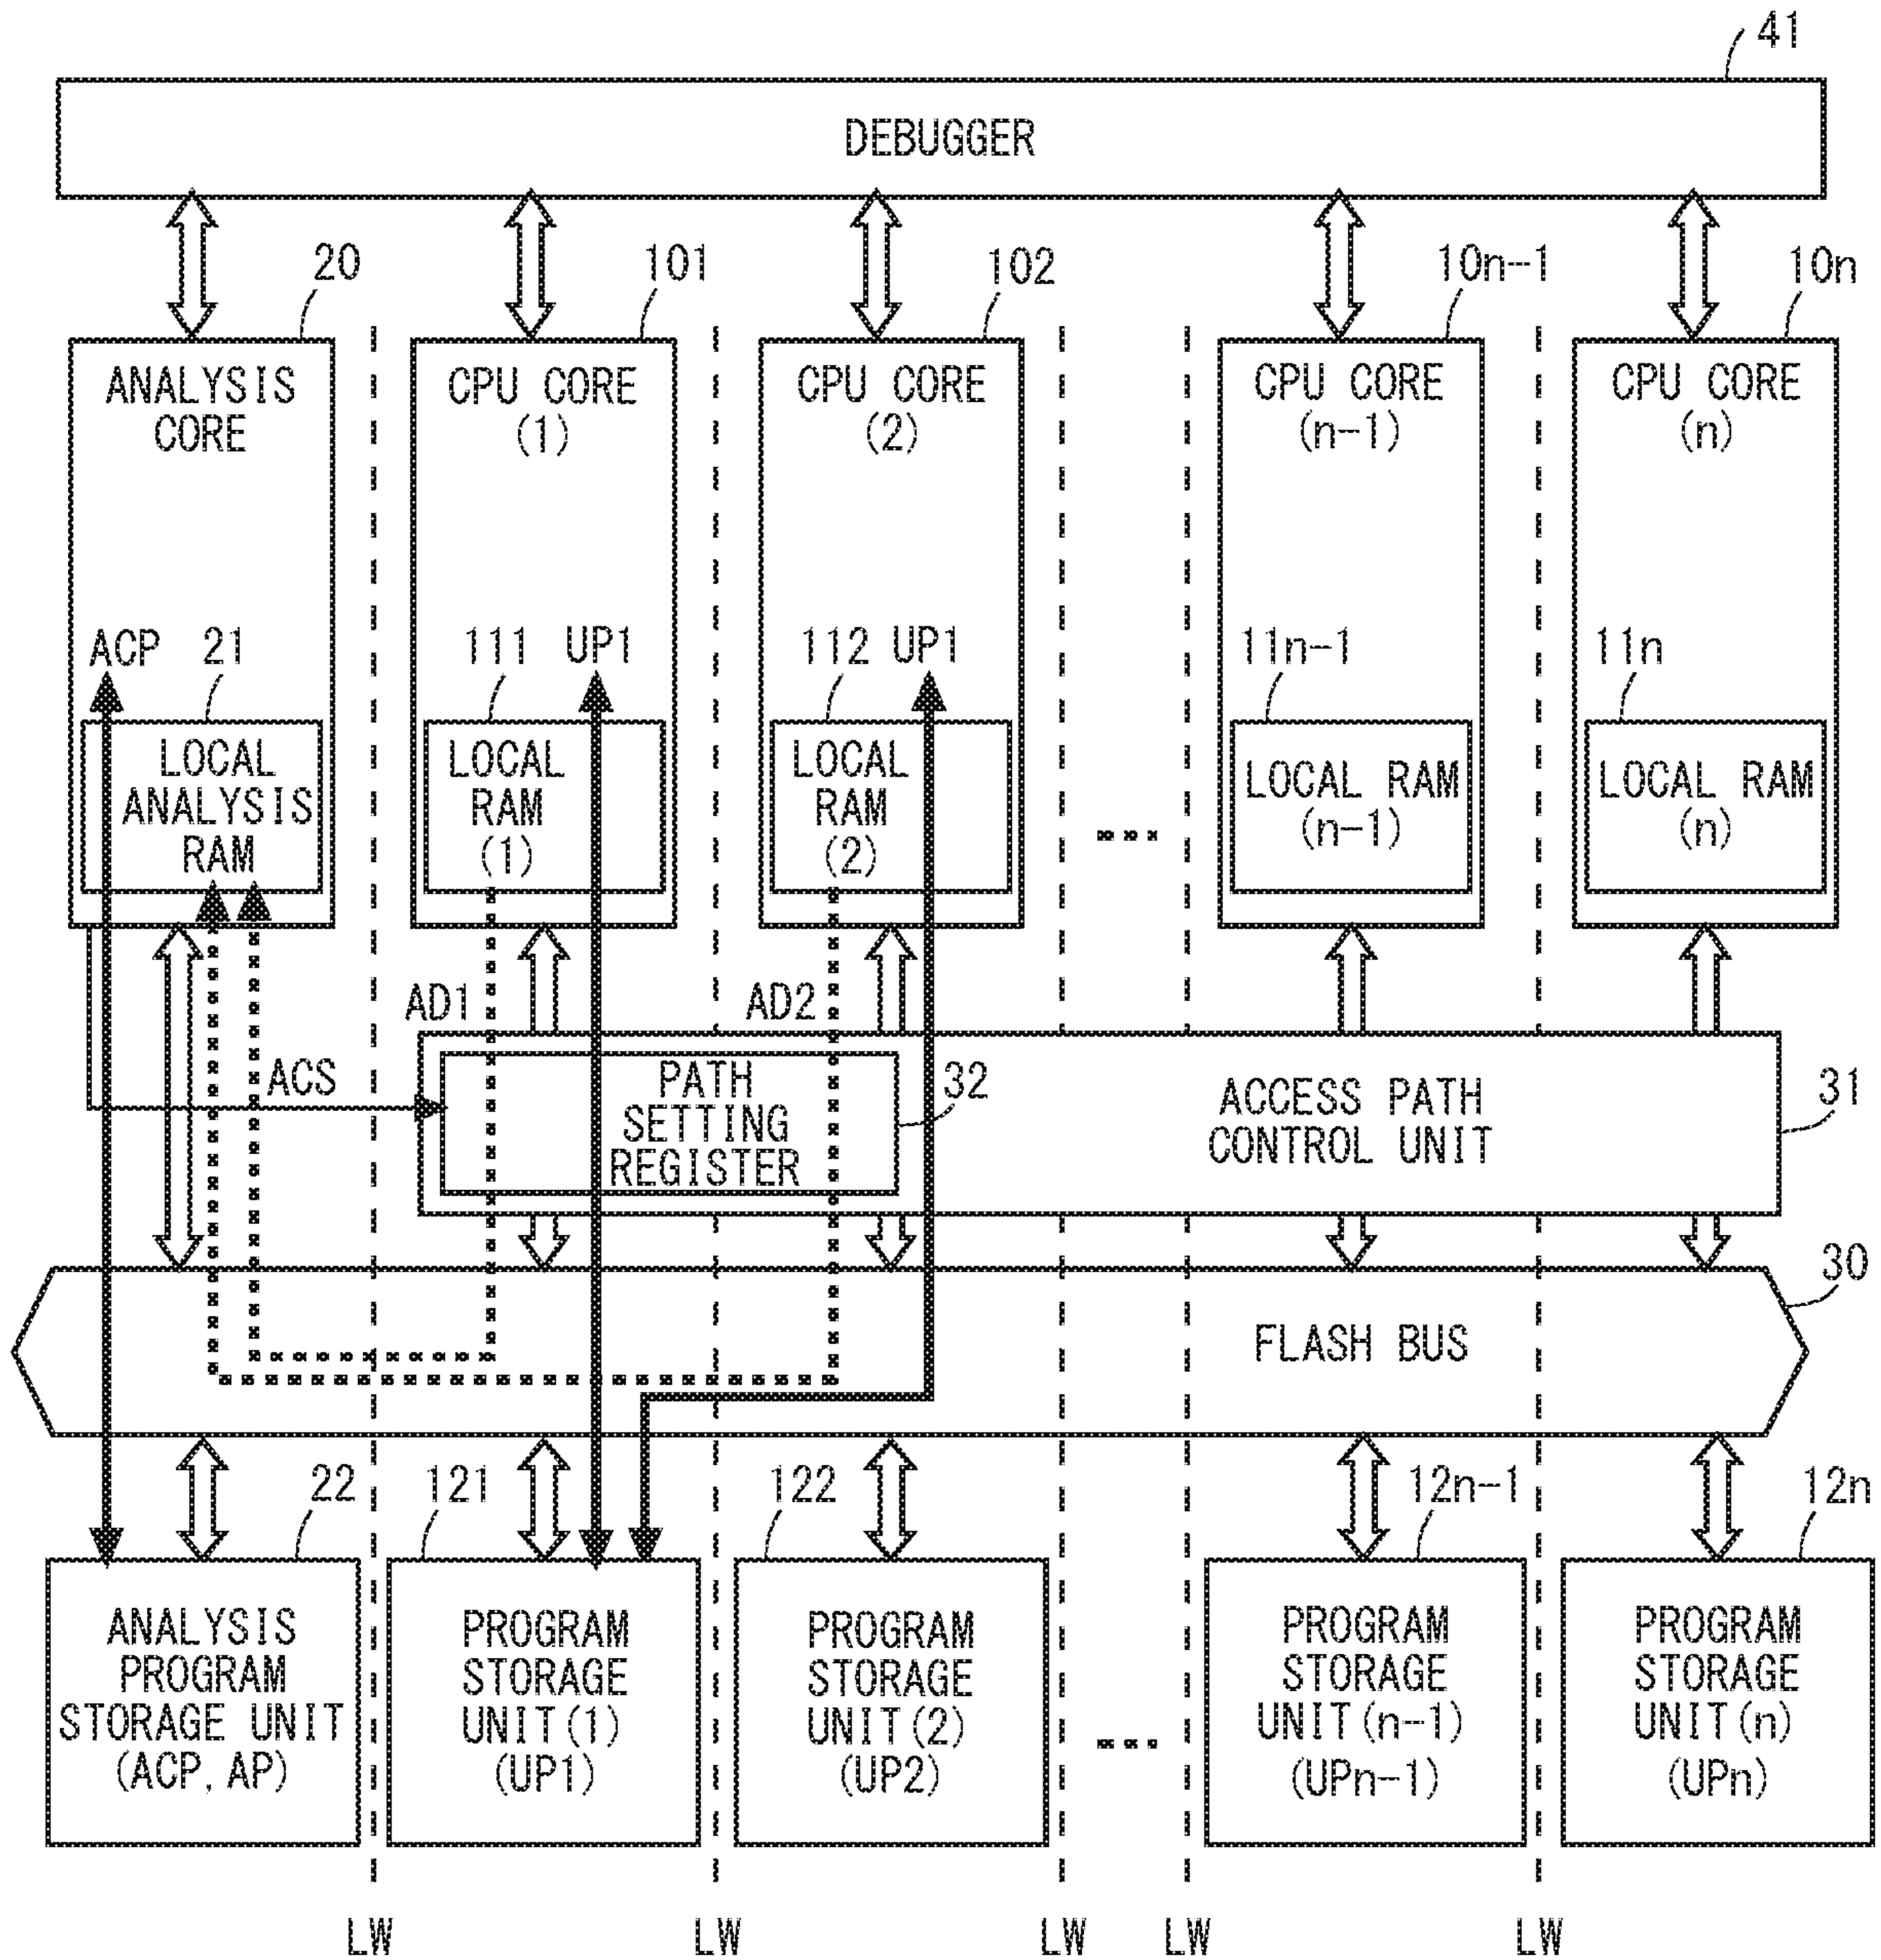 41
DEBUGGER
20
101
102
10n-1
10n
ANALYSIS
CORE
CPU CORE
(1)
CPU CORE
(2)
CPU CORE
(n-1)
CPU CORE
(n)
ACP
21
111
UP1
112
UP1
11n-1
11n
LOCAL
ANALYSIS
RAM
LOCAL
RAM
(1)
LOCAL
RAM
(2)
...
LOCAL RAM
(n-1)
LOCAL RAM
(n)
AD1
AD2
ACS
PATH
SETTING
REGISTER
32
ACCESS PATH
CONTROL UNIT
31
30
FLASH BUS
22
121
122
12n-1
12n
ANALYSIS
PROGRAM
STORAGE UNIT
(ACP, AP)
PROGRAM
STORAGE
UNIT(1)
(UP1)
PROGRAM
STORAGE
UNIT(2)
(UP2)
...
PROGRAM
STORAGE
UNIT(n-1)
(UPn-1)
PROGRAM
STORAGE
UNIT(n)
(UPn)
LW
LW
LW
LW
LW